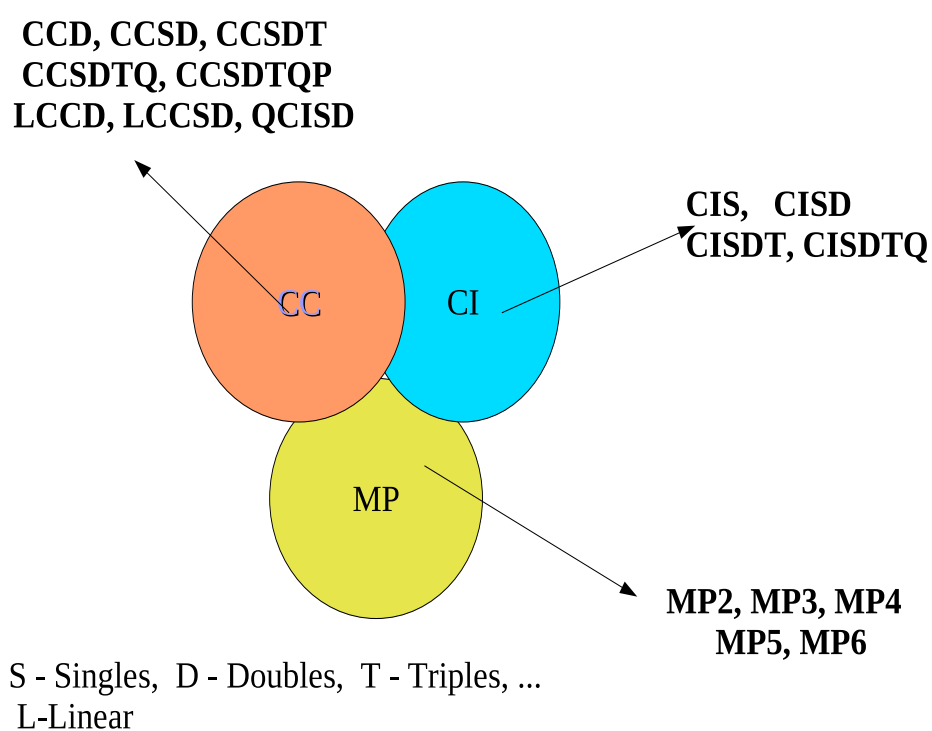 CCD, CCSD, CCSDT
CCSDTQ, CCSDTQP
LCCD, LCCSD, QCISD
CIS, CISD
CISDT, CISDTQ
CC
CI
MP
MP2, MP3, MP4
MP5, MP6
S - Singles, D - Doubles, T - Triples, ...
L-Linear